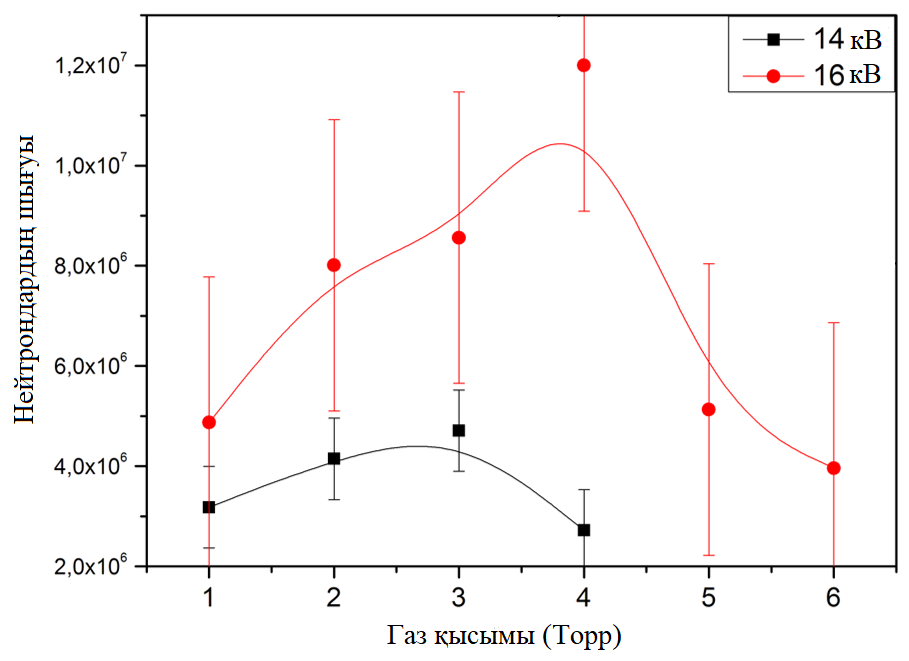 14 кВ
16 кВ
Нейтрондардың шығуы
1,2x10⁷
1,0x10⁷
8,0x10⁶
6,0x10⁶
4,0x10⁶
2,0x10⁶
1 2 3 4 5 6
Газ қысымы (Торр)